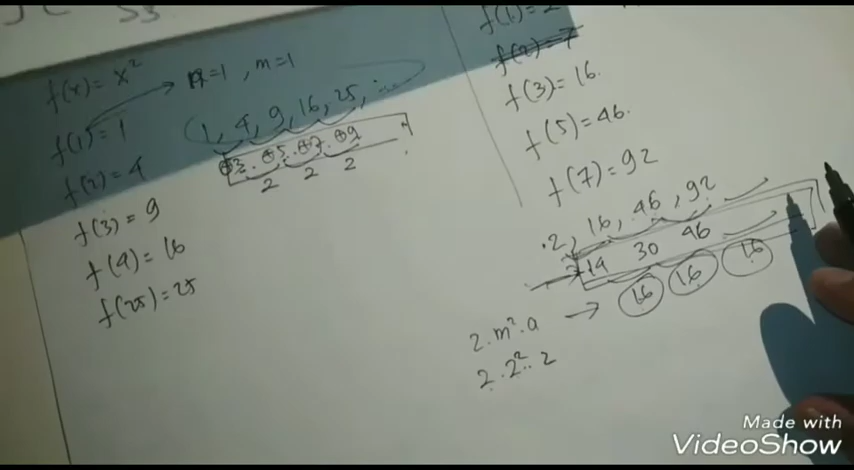 f(x) = x²
n=1, m=1
f(1) = 1
(1, 4, 9, 16, 25, ...
f(2) = 4
⊕3. ⊕5. ⊕7. ⊕9
2 2 2
f(3) = 9
f(4) = 16
f(25) = 25
f(1) = 2
f(2) = 7
f(3) = 16.
f(5) = 46.
f(7) = 92
.2, 16, 46, 92
14 30 46
2.m².a → 16 16 16
2.2².2
Made with
VideoShow